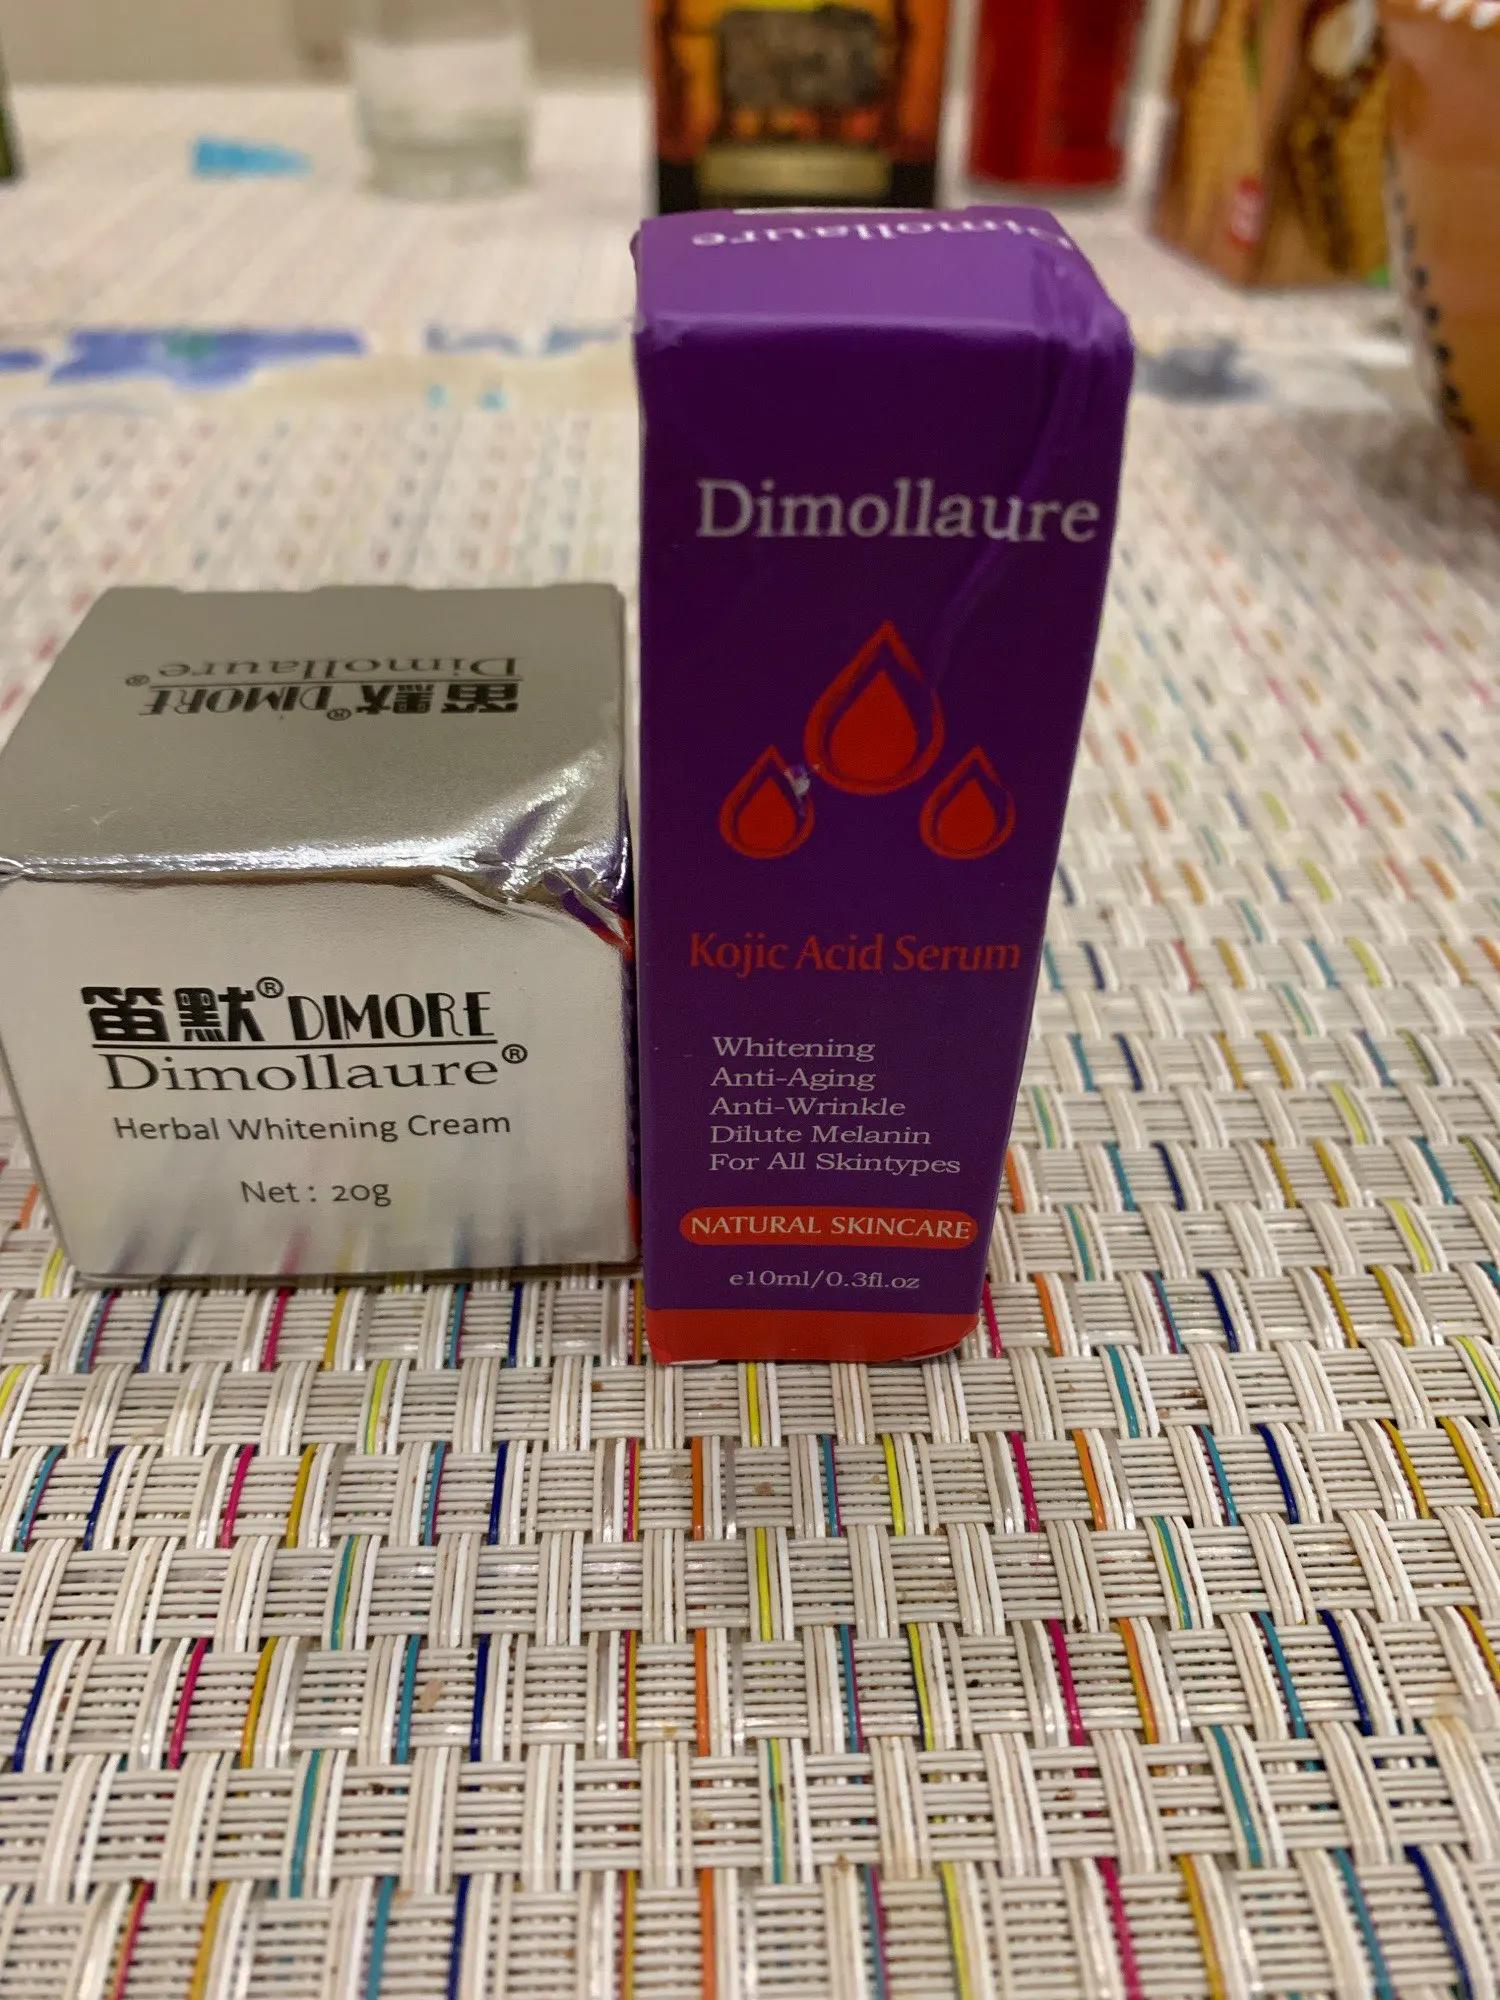 Dimollaure
笛默® DIMORE
Dimollaure®
笛默® DIMORE
Dimollaure®
Herbal Whitening Cream
Net: 20g
Dimollaure
Kojic Acid Serum
Whitening
Anti-Aging
Anti-Wrinkle
Dilute Melanin
For All Skintypes
NATURAL SKINCARE
e10ml/0.3fl.oz